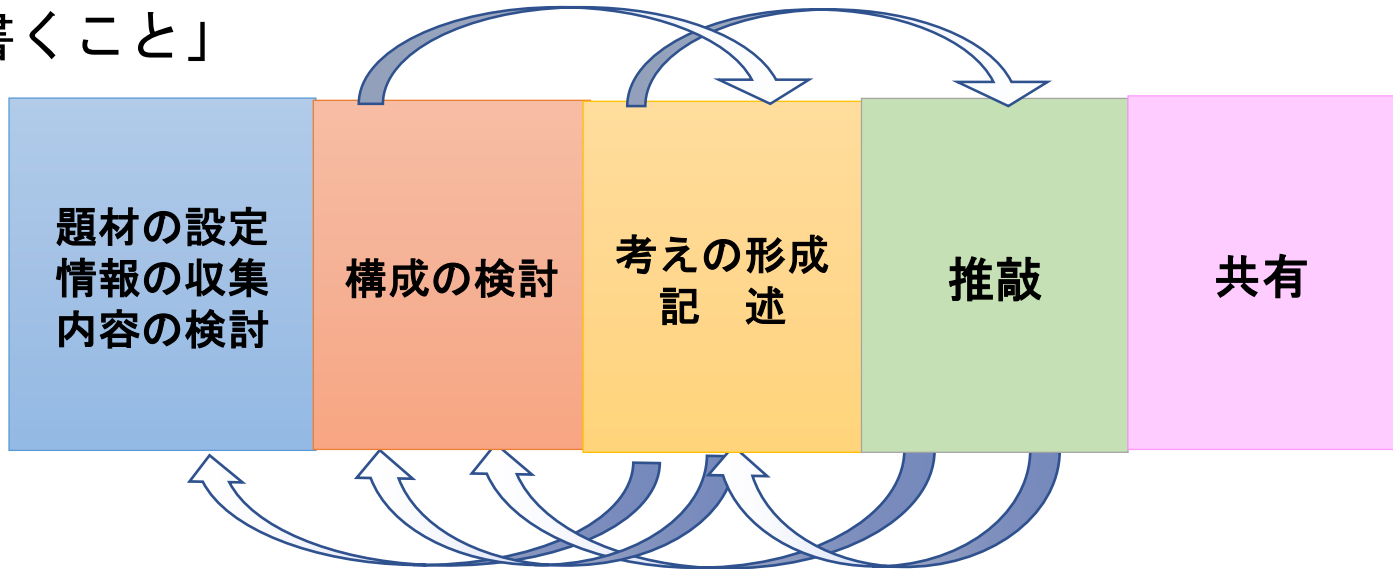 書くこと」
題材の設定
情報の収集
内容の検討
構成の検討
考えの形成
記　述
推敲
共有